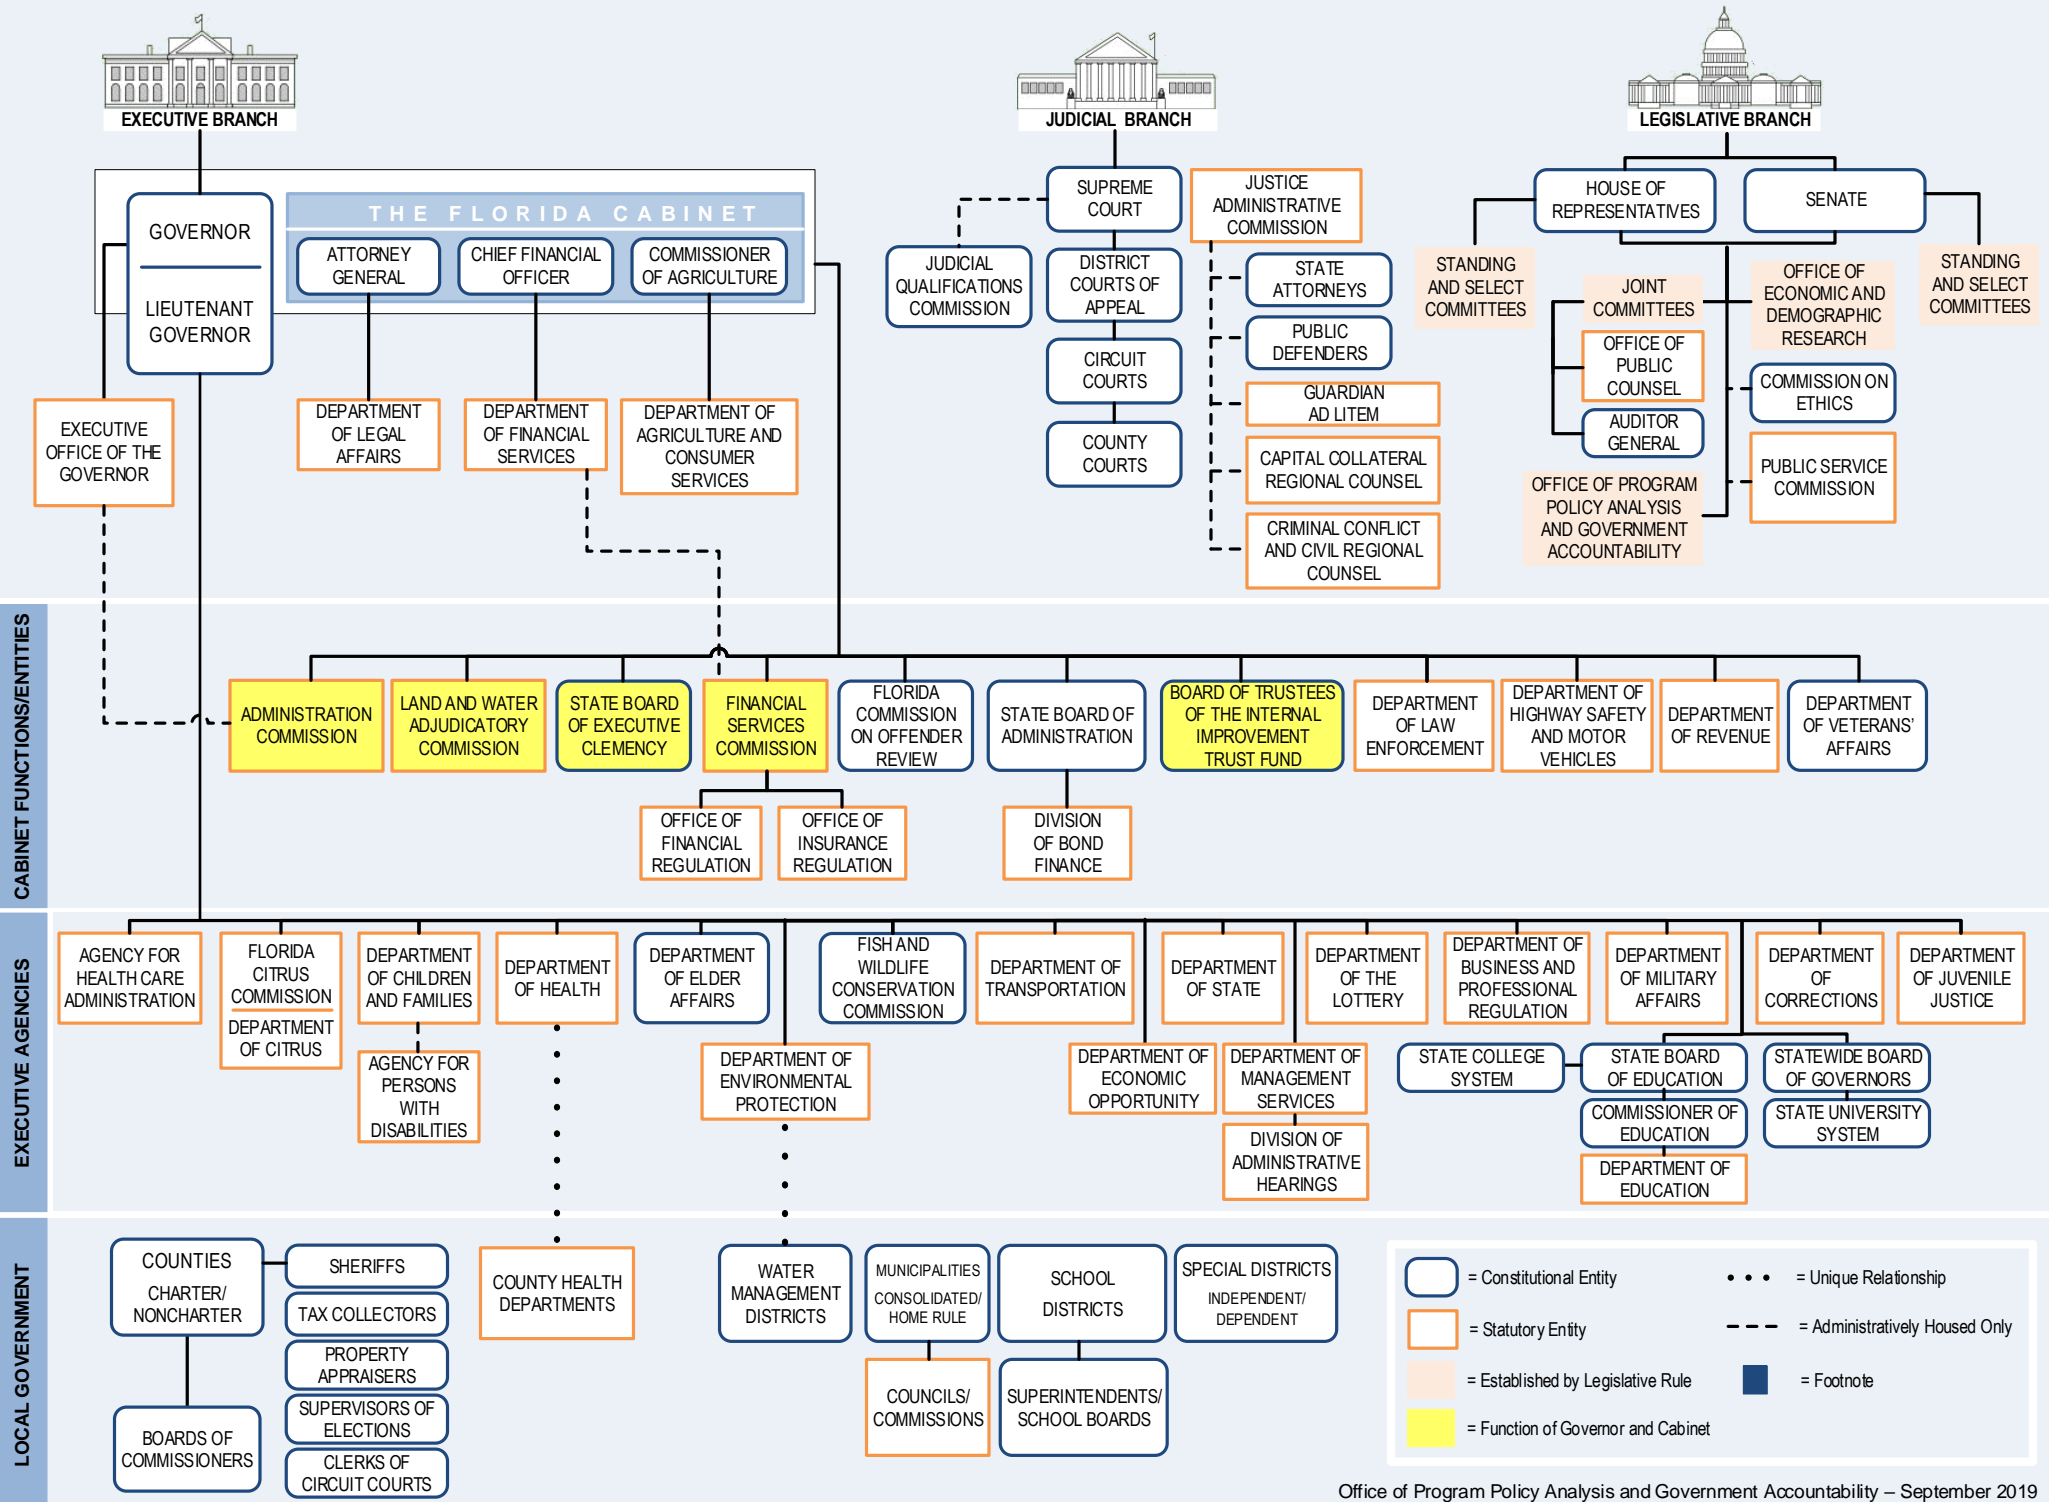 EXECUTIVE BRANCH
JUDICIAL BRANCH
LEGISLATIVE BRANCH
GOVERNOR
LIEUTENANT
GOVERNOR
THE FLORIDA CABINET
ATTORNEY
GENERAL
CHIEF FINANCIAL
OFFICER
COMMISSIONER
OF AGRICULTURE
EXECUTIVE
OFFICE OF THE
GOVERNOR
DEPARTMENT
OF LEGAL
AFFAIRS
DEPARTMENT
OF FINANCIAL
SERVICES
DEPARTMENT OF
AGRICULTURE AND
CONSUMER
SERVICES
SUPREME
COURT
JUDICIAL
QUALIFICATIONS
COMMISSION
DISTRICT
COURTS OF
APPEAL
CIRCUIT
COURTS
COUNTY
COURTS
JUSTICE
ADMINISTRATIVE
COMMISSION
STATE
ATTORNEYS
PUBLIC
DEFENDERS
GUARDIAN
AD LITEM
CAPITAL COLLATERAL
REGIONAL COUNSEL
CRIMINAL CONFLICT
AND CIVIL REGIONAL
COUNSEL
HOUSE OF
REPRESENTATIVES
SENATE
STANDING
AND SELECT
COMMITTEES
JOINT
COMMITTEES
OFFICE OF
PUBLIC
COUNSEL
AUDITOR
GENERAL
OFFICE OF PROGRAM
POLICY ANALYSIS
AND GOVERNMENT
ACCOUNTABILITY
OFFICE OF
ECONOMIC AND
DEMOGRAPHIC
RESEARCH
COMMISSION ON
ETHICS
PUBLIC SERVICE
COMMISSION
STANDING
AND SELECT
COMMITTEES
CABINET FUNCTIONS/ENTITIES
ADMINISTRATION
COMMISSION
LAND AND WATER
ADJUDICATORY
COMMISSION
STATE BOARD
OF EXECUTIVE
CLEMENCY
FINANCIAL
SERVICES
COMMISSION
FLORIDA
COMMISSION
ON OFFENDER
REVIEW
STATE BOARD OF
ADMINISTRATION
BOARD OF TRUSTEES
OF THE INTERNAL
IMPROVEMENT
TRUST FUND
DEPARTMENT
OF LAW
ENFORCEMENT
DEPARTMENT OF
HIGHWAY SAFETY
AND MOTOR
VEHICLES
DEPARTMENT
OF REVENUE
DEPARTMENT
OF VETERANS'
AFFAIRS
OFFICE OF
FINANCIAL
REGULATION
OFFICE OF
INSURANCE
REGULATION
DIVISION
OF BOND
FINANCE
EXECUTIVE AGENCIES
AGENCY FOR
HEALTH CARE
ADMINISTRATION
FLORIDA
CITRUS
COMMISSION
DEPARTMENT
OF CITRUS
DEPARTMENT
OF CHILDREN
AND FAMILIES
AGENCY FOR
PERSONS
WITH
DISABILITIES
DEPARTMENT
OF HEALTH
DEPARTMENT
OF ELDER
AFFAIRS
DEPARTMENT OF
ENVIRONMENTAL
PROTECTION
FISH AND
WILDLIFE
CONSERVATION
COMMISSION
DEPARTMENT OF
TRANSPORTATION
DEPARTMENT OF
ECONOMIC
OPPORTUNITY
DEPARTMENT
OF STATE
DEPARTMENT OF
MANAGEMENT
SERVICES
DIVISION OF
ADMINISTRATIVE
HEARINGS
DEPARTMENT
OF THE
LOTTERY
DEPARTMENT OF
BUSINESS AND
PROFESSIONAL
REGULATION
DEPARTMENT
OF MILITARY
AFFAIRS
DEPARTMENT
OF
CORRECTIONS
DEPARTMENT
OF JUVENILE
JUSTICE
STATE COLLEGE
SYSTEM
STATE BOARD
OF EDUCATION
COMMISSIONER OF
EDUCATION
DEPARTMENT OF
EDUCATION
STATEWIDE BOARD
OF GOVERNORS
STATE UNIVERSITY
SYSTEM
LOCAL GOVERNMENT
COUNTIES
CHARTER/
NONCHARTER
BOARDS OF
COMMISSIONERS
SHERIFFS
TAX COLLECTORS
PROPERTY
APPRAISERS
SUPERVISORS OF
ELECTIONS
CLERKS OF
CIRCUIT COURTS
COUNTY HEALTH
DEPARTMENTS
WATER
MANAGEMENT
DISTRICTS
MUNICIPALITIES
CONSOLIDATED/
HOME RULE
COUNCILS/
COMMISSIONS
SCHOOL
DISTRICTS
SUPERINTENDENTS/
SCHOOL BOARDS
SPECIAL DISTRICTS
INDEPENDENT/
DEPENDENT
= Constitutional Entity
= Statutory Entity
= Established by Legislative Rule
= Function of Governor and Cabinet
= Unique Relationship
= Administratively Housed Only
= Footnote
Office of Program Policy Analysis and Government Accountability – September 2019